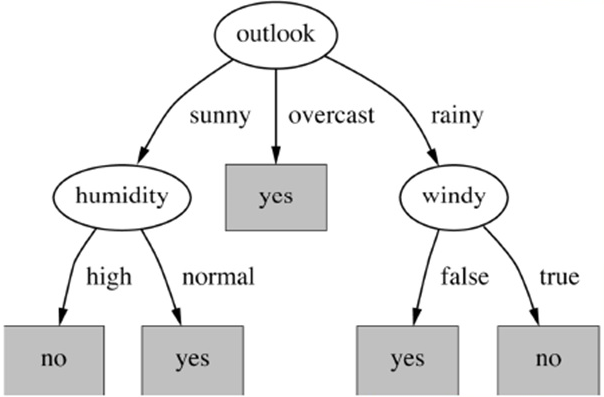 outlook
sunny overcast rainy
humidity yes windy
high normal false true
no yes yes no